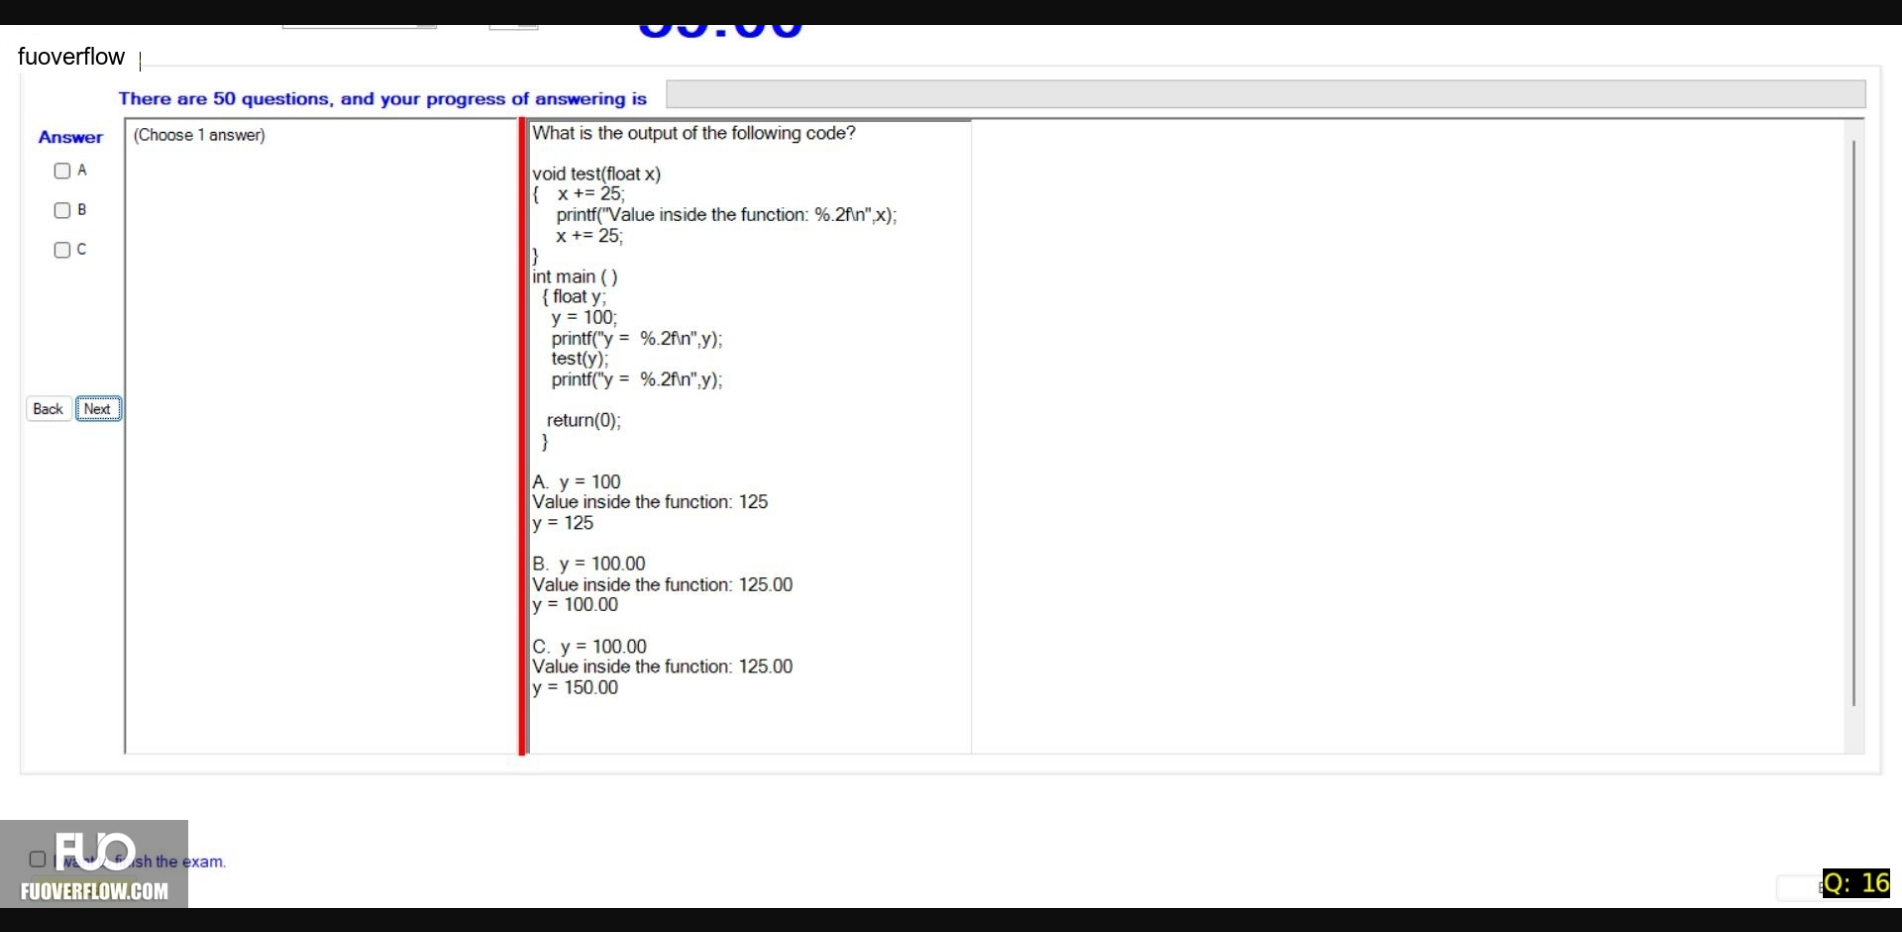 fuoverflow
There are 50 questions, and your progress of answering is
Answer
(Choose 1 answer)
A
B
C
Back
Next
What is the output of the following code?
void test(float x)
{ x += 25;
printf("Value inside the function: %.2f\n",x);
x += 25;
}
int main ( )
{ float y;
y = 100;
printf("y = %.2f\n",y);
test(y);
printf("y = %.2f\n",y);
return(0);
}
A. y = 100
Value inside the function: 125
y = 125
B. y = 100.00
Value inside the function: 125.00
y = 100.00
C. y = 100.00
Value inside the function: 125.00
y = 150.00
FUO
the exam.
FUOVERFLOW.COM
Q: 16